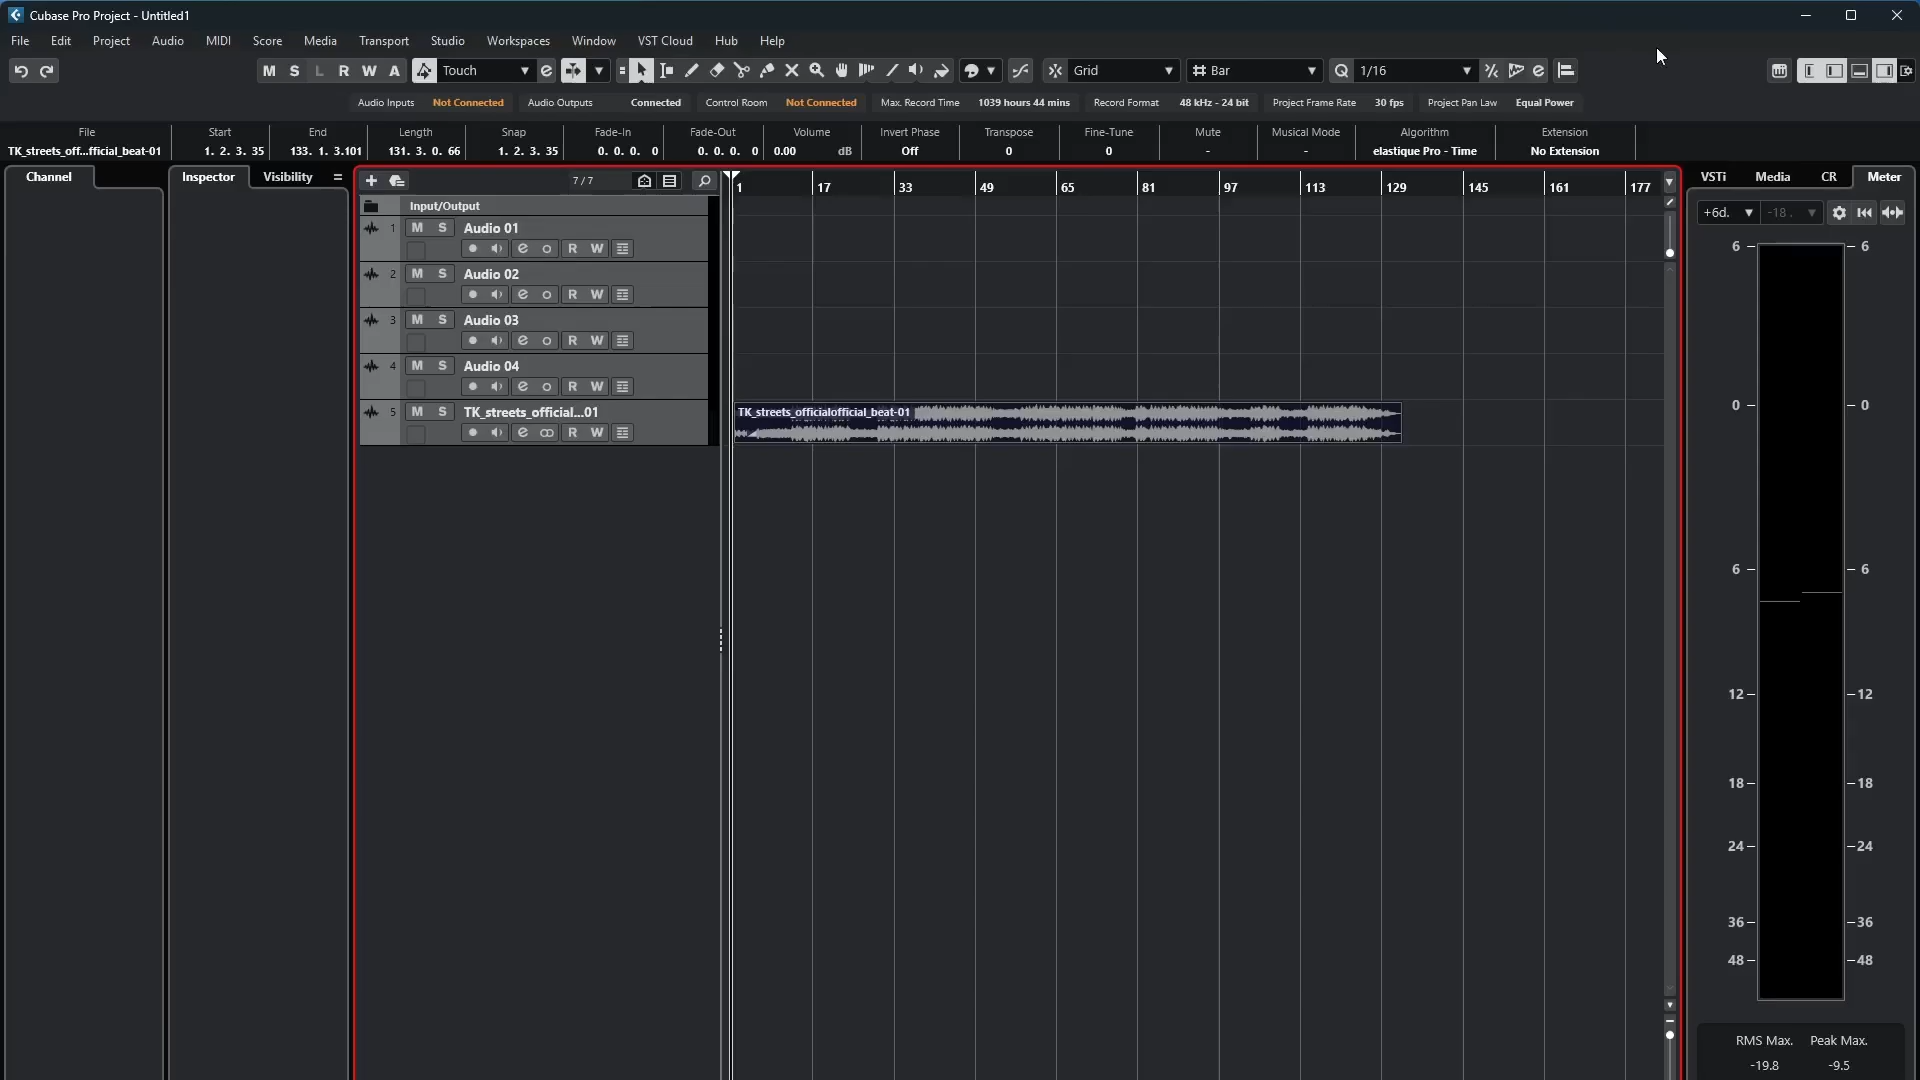 Cubase Pro Project - Untitled1
File Edit Project Audio MIDI Score Media Transport Studio Workspaces Window VST Cloud Hub Help
M S L R W A Touch Grid Bar 1/16
Audio Inputs Not Connected Audio Outputs Connected Control Room Not Connected Max. Record Time 1039 hours 44 mins Record Format 48 kHz - 24 bit Project Frame Rate 30 fps Project Pan Law Equal Power
File Start End Length Snap Fade-In Fade-Out Volume Invert Phase Transpose Fine-Tune Mute Musical Mode Algorithm Extension
TK_streets_off...fficial_beat-01 1. 2. 3. 35 133. 1. 3.101 131. 3. 0. 66 1. 2. 3. 35 0. 0. 0. 0 0. 0. 0. 0 0.00 dB Off 0 0 - - elastique Pro - Time No Extension
Channel Inspector Visibility 7 / 7 1 17 33 49 65 81 97 113 129 145 161 177 VSTi Media CR Meter
Input/Output
+6d. -18 .
1 M S Audio 01
R W
2 M S Audio 02
R W
3 M S Audio 03
R W
4 M S Audio 04
R W
5 M S TK_streets_official...01
R W
TK_streets_officialofficial_beat-01
6 6
0 0
6 6
12 12
18 18
24 24
36 36
48 48
RMS Max. Peak Max.
-19.8 -9.5